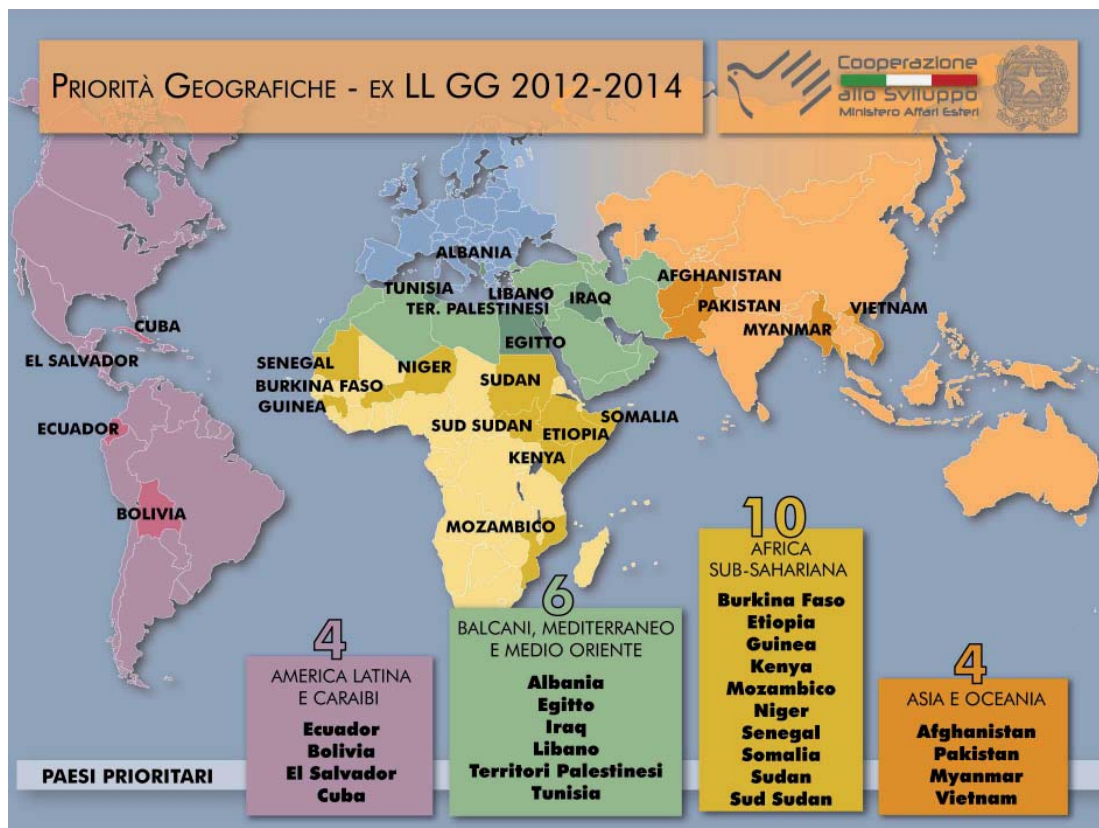 PRIORITÀ GEOGRAFICHE - EX LL GG 2012-2014
Cooperazione
allo Sviluppo
Ministero Affari Esteri
ALBANIA
TUNISIA
LIBANO
TER. PALESTINESI
IRAQ
EGITTO
AFGHANISTAN
PAKISTAN
VIETNAM
MYANMAR
CUBA
EL SALVADOR
ECUADOR
BOLIVIA
SENEGAL
NIGER
BURKINA FASO
GUINEA
SUDAN
SUD SUDAN
SOMALIA
ETIOPIA
KENYA
MOZAMBICO
4
AMERICA LATINA
E CARAIBI
Ecuador
Bolivia
El Salvador
Cuba
6
BALCANI, MEDITERRANEO
E MEDIO ORIENTE
Albania
Egitto
Iraq
Libano
Territori Palestinesi
Tunisia
10
AFRICA
SUB-SAHARIANA
Burkina Faso
Etiopia
Guinea
Kenya
Mozambico
Niger
Senegal
Somalia
Sudan
Sud Sudan
4
ASIA E OCEANIA
Afghanistan
Pakistan
Myanmar
Vietnam
PAESI PRIORITARI